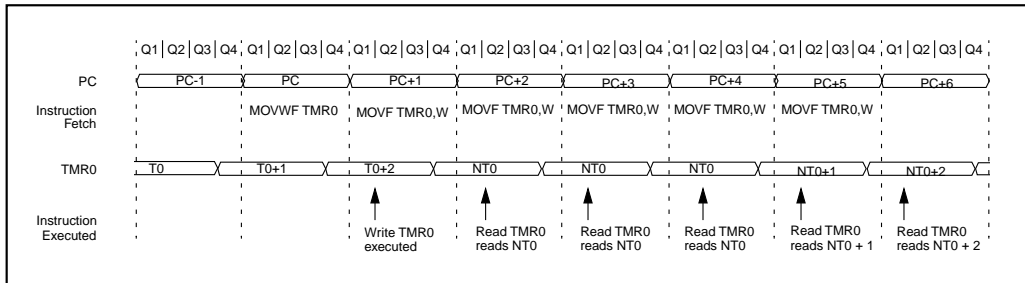 Q1 Q2 Q3 Q4 Q1 Q2 Q3 Q4 Q1 Q2 Q3 Q4 Q1 Q2 Q3 Q4 Q1 Q2 Q3 Q4 Q1 Q2 Q3 Q4 Q1 Q2 Q3 Q4 Q1 Q2 Q3 Q4
PC PC-1 PC PC+1 PC+2 PC+3 PC+4 PC+5 PC+6
Instruction
Fetch
MOVWF TMR0 MOVF TMR0,W MOVF TMR0,W MOVF TMR0,W MOVF TMR0,W MOVF TMR0,W
TMR0 T0 T0+1 T0+2 NT0 NT0 NT0 NT0+1 NT0+2
Instruction
Executed
Write TMR0
executed
Read TMR0
reads NT0
Read TMR0
reads NT0
Read TMR0
reads NT0
Read TMR0
reads NT0 + 1
Read TMR0
reads NT0 + 2